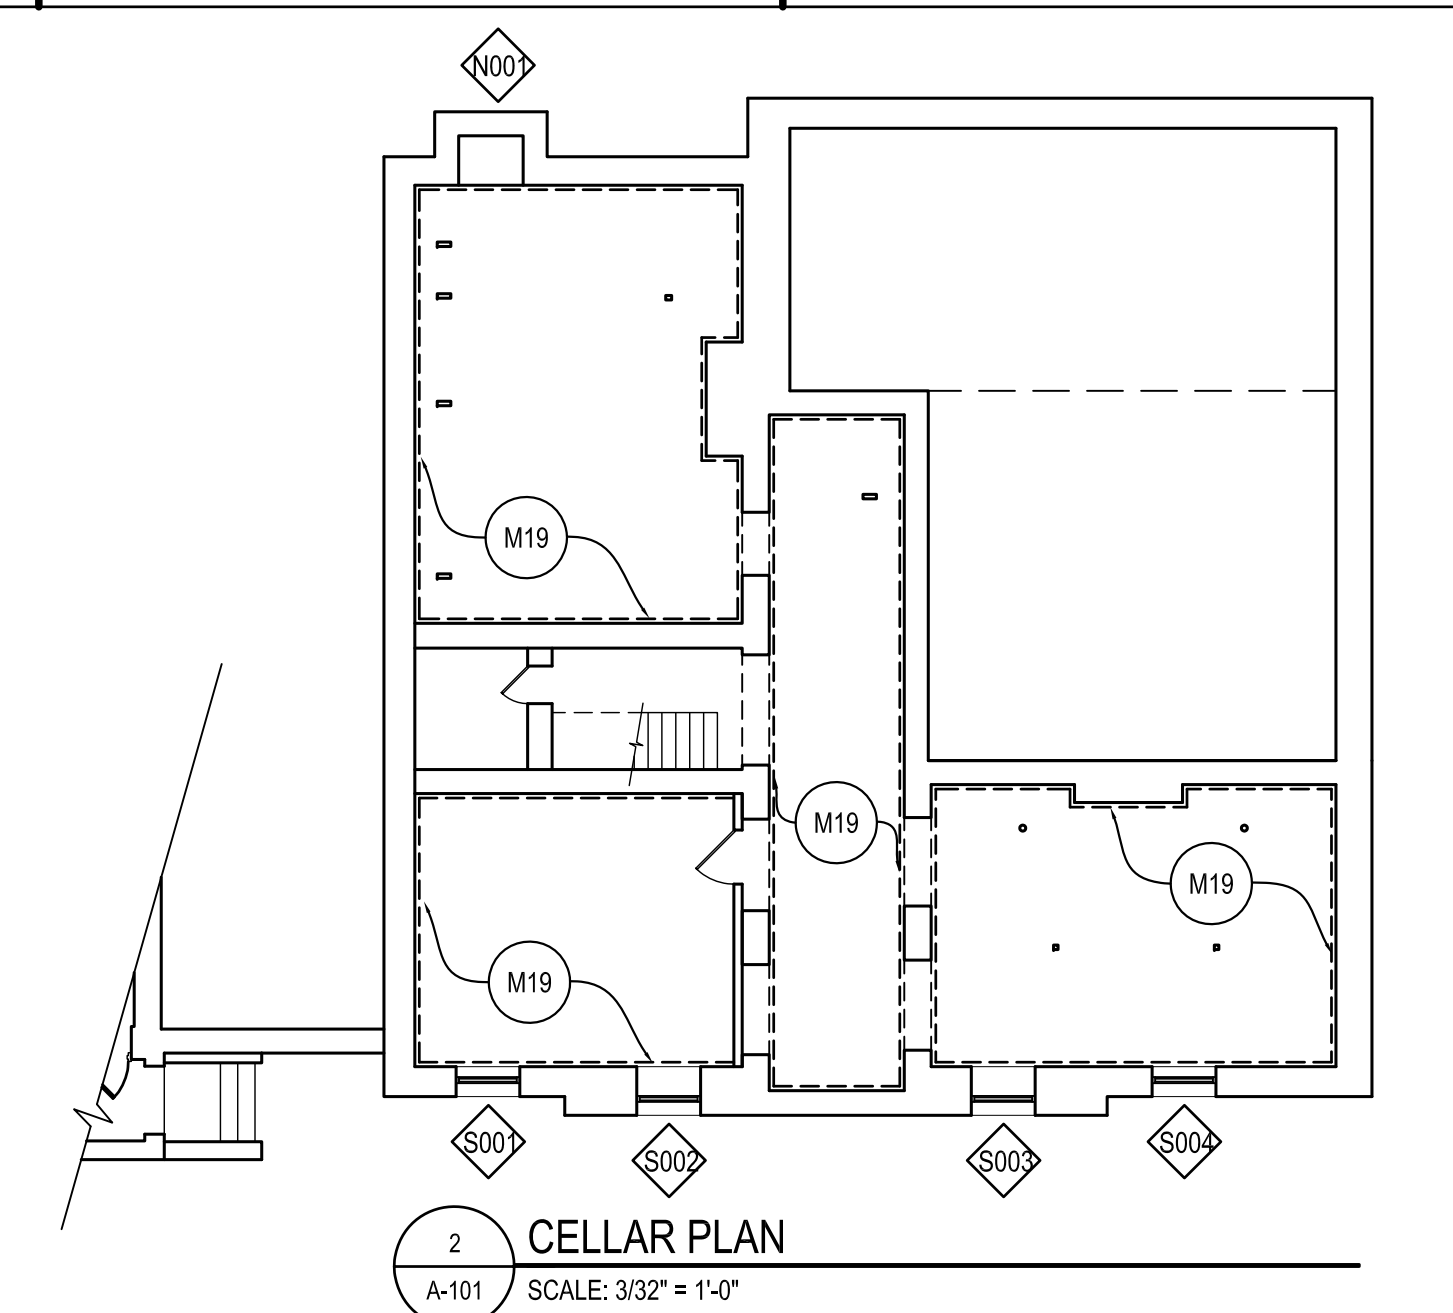 N001
M19
M19
M19
M19
S001
S002
S003
S004
2
CELLAR PLAN
A-101
SCALE: 3/32" = 1'-0"